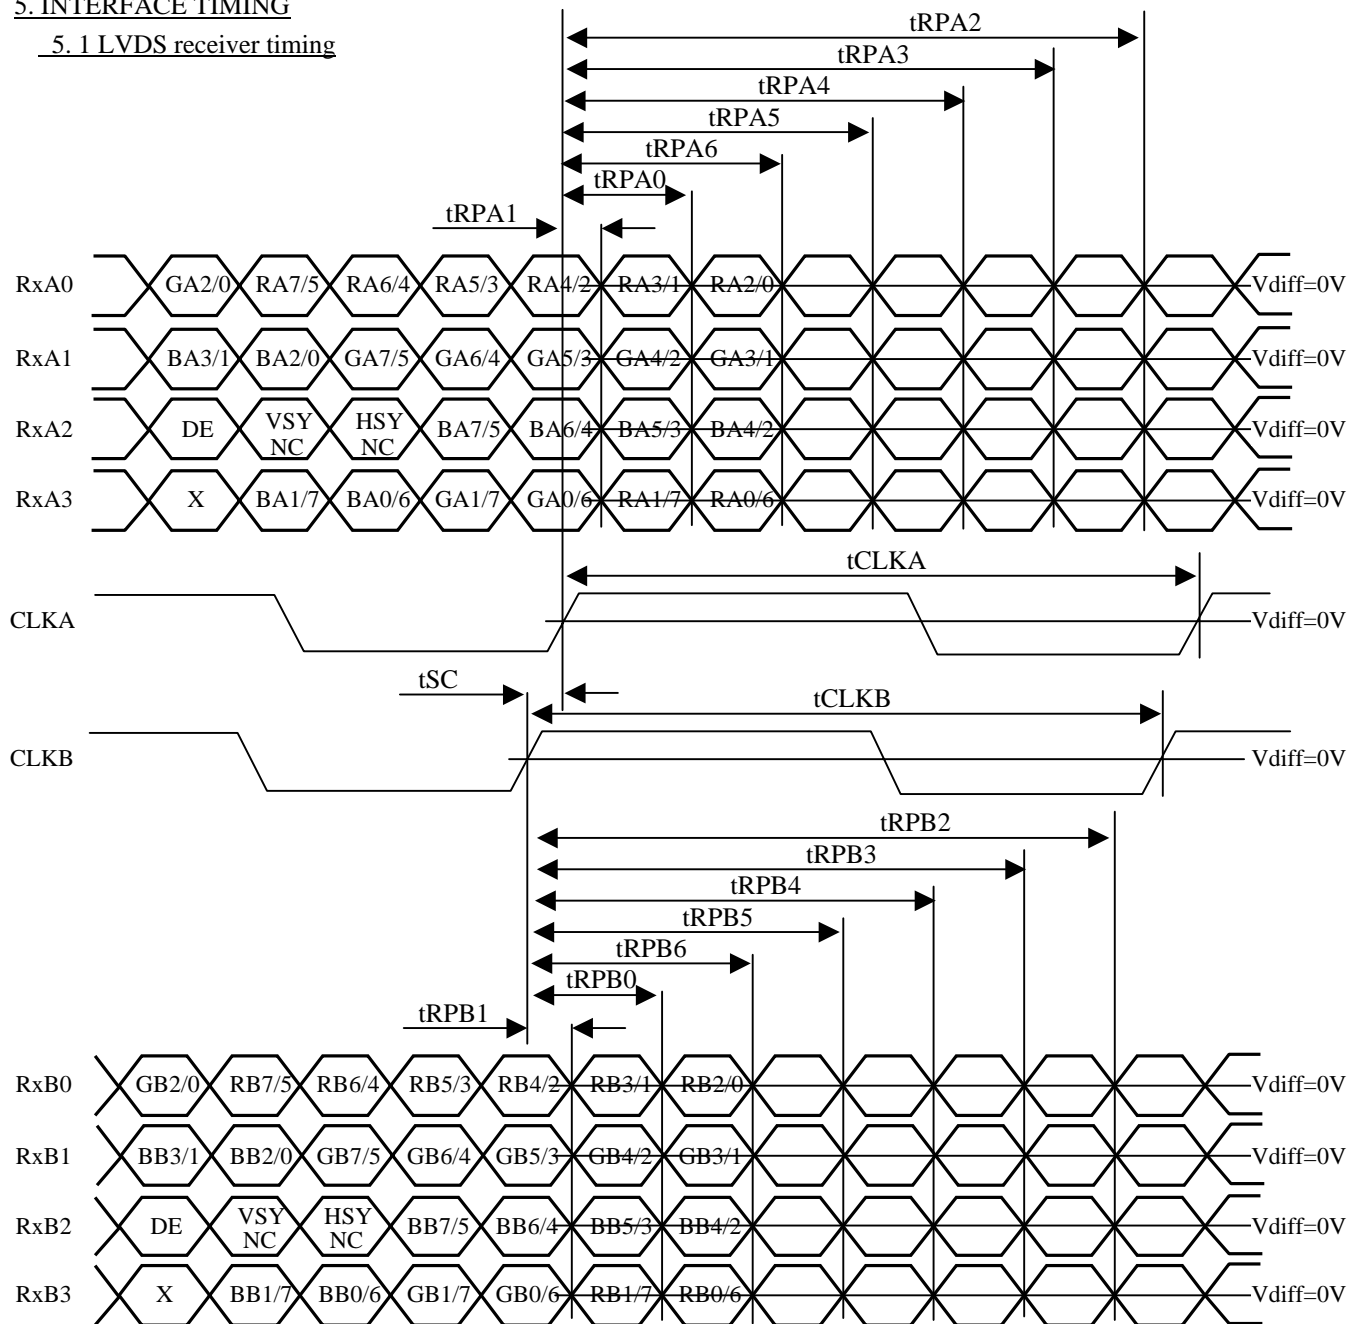 5. INTERFACE TIMING
5. 1 LVDS receiver timing
tRPA2
tRPA3
tRPA4
tRPA5
tRPA6
tRPA0
tRPA1
RxA0 GA2/0 RA7/5 RA6/4 RA5/3 RA4/2 RA3/1 RA2/0 Vdiff=0V
RxA1 BA3/1 BA2/0 GA7/5 GA6/4 GA5/3 GA4/2 GA3/1 Vdiff=0V
RxA2 DE VSYNC HSYNC BA7/5 BA6/4 BA5/3 BA4/2 Vdiff=0V
RxA3 X BA1/7 BA0/6 GA1/7 GA0/6 RA1/7 RA0/6 Vdiff=0V
tCLKA
CLKA Vdiff=0V
tSC
tCLKB
CLKB Vdiff=0V
tRPB2
tRPB3
tRPB4
tRPB5
tRPB6
tRPB0
tRPB1
RxB0 GB2/0 RB7/5 RB6/4 RB5/3 RB4/2 RB3/1 RB2/0 Vdiff=0V
RxB1 BB3/1 BB2/0 GB7/5 GB6/4 GB5/3 GB4/2 GB3/1 Vdiff=0V
RxB2 DE VSYNC HSYNC BB7/5 BB6/4 BB5/3 BB4/2 Vdiff=0V
RxB3 X BB1/7 BB0/6 GB1/7 GB0/6 RB1/7 RB0/6 Vdiff=0V